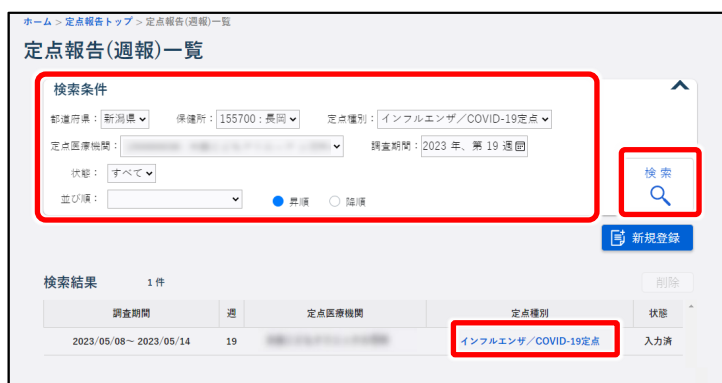 ホーム > 定点報告トップ > 定点報告(週報)一覧
定点報告(週報)一覧
検索条件
都道府県： 新潟県 保健所： 155700：長岡 定点種別： インフルエンザ／COVID-19定点
定点医療機関： 調査期間： 2023 年、第 19 週
状態： すべて
検 索
並び順： 昇順 降順
新規登録
検索結果 1 件 削除
調査期間 週 定点医療機関 定点種別 状態
2023/05/08～ 2023/05/14 19 インフルエンザ／COVID-19定点 入力済